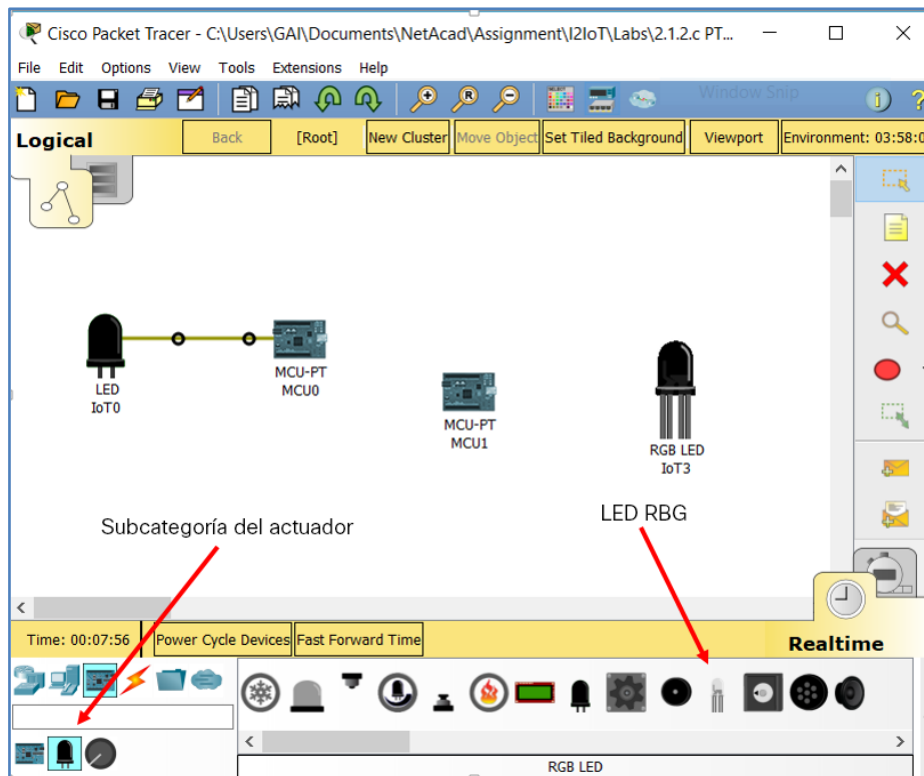 Cisco Packet Tracer - C:\Users\GAI\Documents\NetAcad\Assignment\I2IoT\Labs\2.1.2.c PT...
File Edit Options View Tools Extensions Help
Window Snip
Logical Back [Root] New Cluster Move Object Set Tiled Background Viewport Environment: 03:58:0
LED
IoT0
MCU-PT
MCU0
MCU-PT
MCU1
RGB LED
IoT3
Subcategoría del actuador
LED RBG
Time: 00:07:56 Power Cycle Devices Fast Forward Time
Realtime
RGB LED